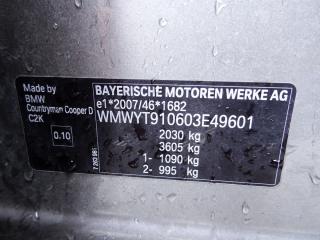 BAYERISCHE MOTOREN WERKE AG
e1*2007/46*1682
WMWYT910603E49601
2030 kg
3605 kg
1- 1090 kg
2- 995 kg
Made by
BMW
Countryman Cooper D
C2K
0.10